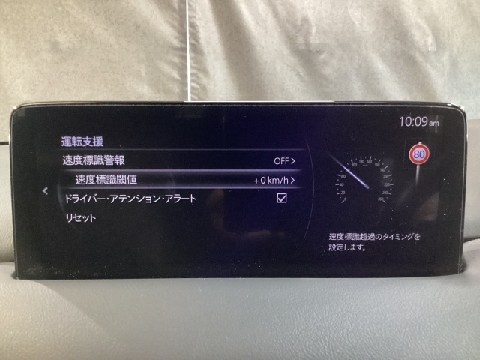 10:09am
運転支援
速度標識警報 OFF >
速度標識閾値 +0 km/h >
ドライバー・アテンション・アラート
リセット
速度標識超過のタイミングを
設定します。